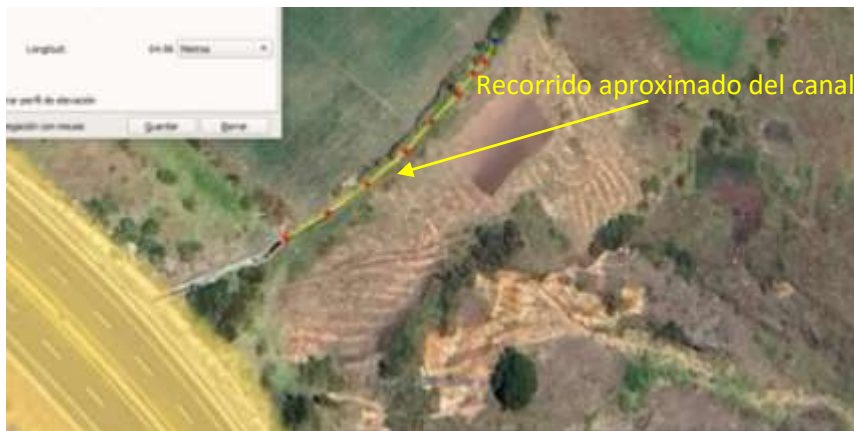 Longitud:
Metros
perfil de elevación
Guardar Borrar
Recorrido aproximado del canal